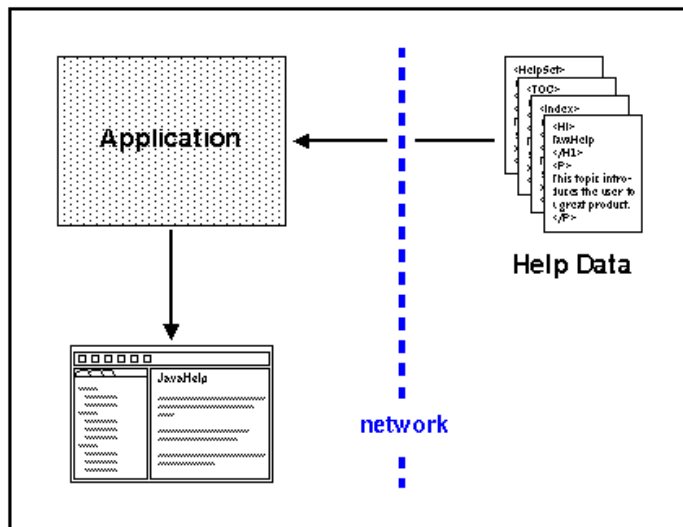 Application
<HelpSet>
<TOC>
<Index>
<H1>
JavaHelp
</H1>
<P>
This topic intro-
duces the user to
a great product.
</P>
Help Data
JavaHelp
network